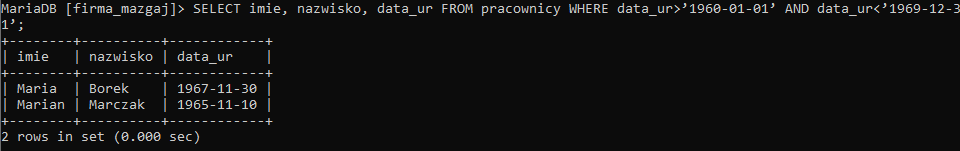 MariaDB [firma_mazgaj]> SELECT imie, nazwisko, data_ur FROM pracownicy WHERE data_ur>’1960-01-01’ AND data_ur<’1969-12-3
1’;
+--------+----------+------------+
| imie   | nazwisko | data_ur    |
+--------+----------+------------+
| Maria  | Borek    | 1967-11-30 |
| Marian | Marczak  | 1965-11-10 |
+--------+----------+------------+
2 rows in set (0.000 sec)